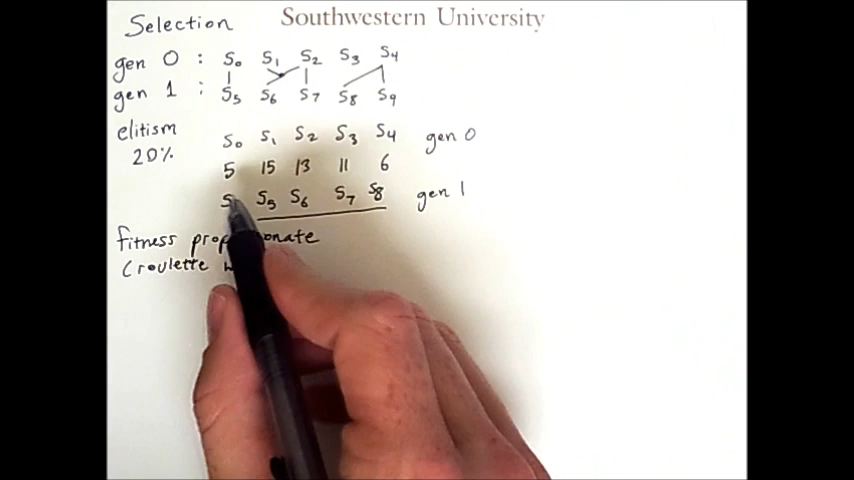 Southwestern University
Selection
gen 0 : S0 S1 S2 S3 S4
gen 1 : S5 S6 S7 S8 S9
elitism
20%
S0 S1 S2 S3 S4 gen 0
5 15 13 11 6
S S5 S6 S7 S8 gen 1
fitness
(roulette